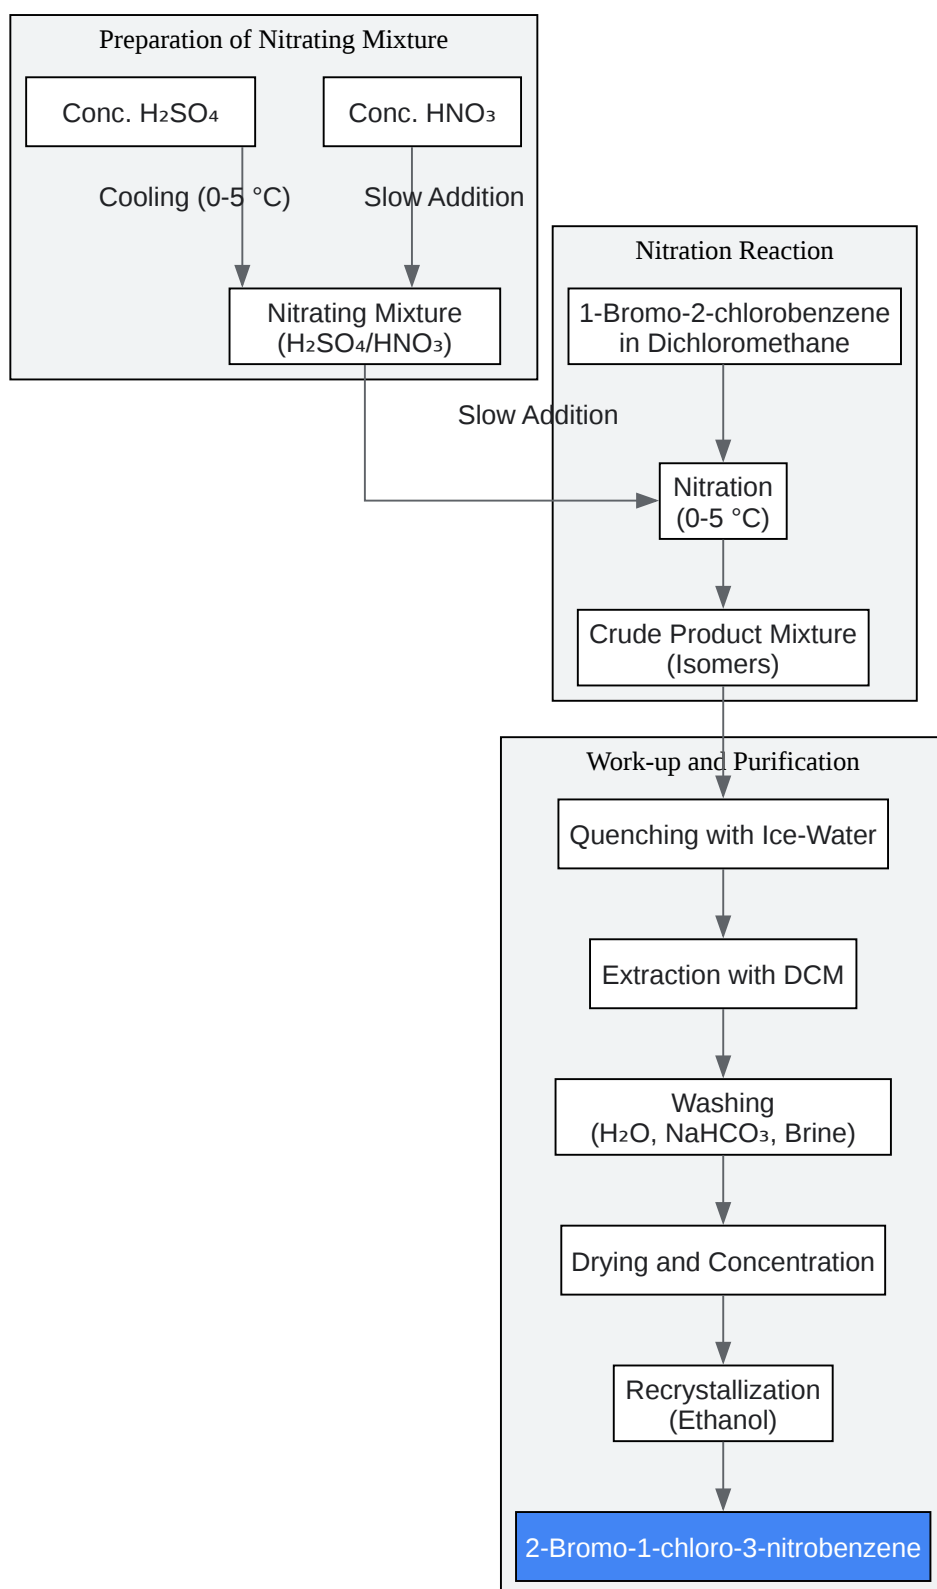 Preparation of Nitrating Mixture
Conc. H₂SO₄
Conc. HNO₃
Cooling (0-5 °C)
Slow Addition
Nitrating Mixture
(H₂SO₄/HNO₃)
Nitration Reaction
1-Bromo-2-chlorobenzene
in Dichloromethane
Slow Addition
Nitration
(0-5 °C)
Crude Product Mixture
(Isomers)
Work-up and Purification
Quenching with Ice-Water
Extraction with DCM
Washing
(H₂O, NaHCO₃, Brine)
Drying and Concentration
Recrystallization
(Ethanol)
2-Bromo-1-chloro-3-nitrobenzene